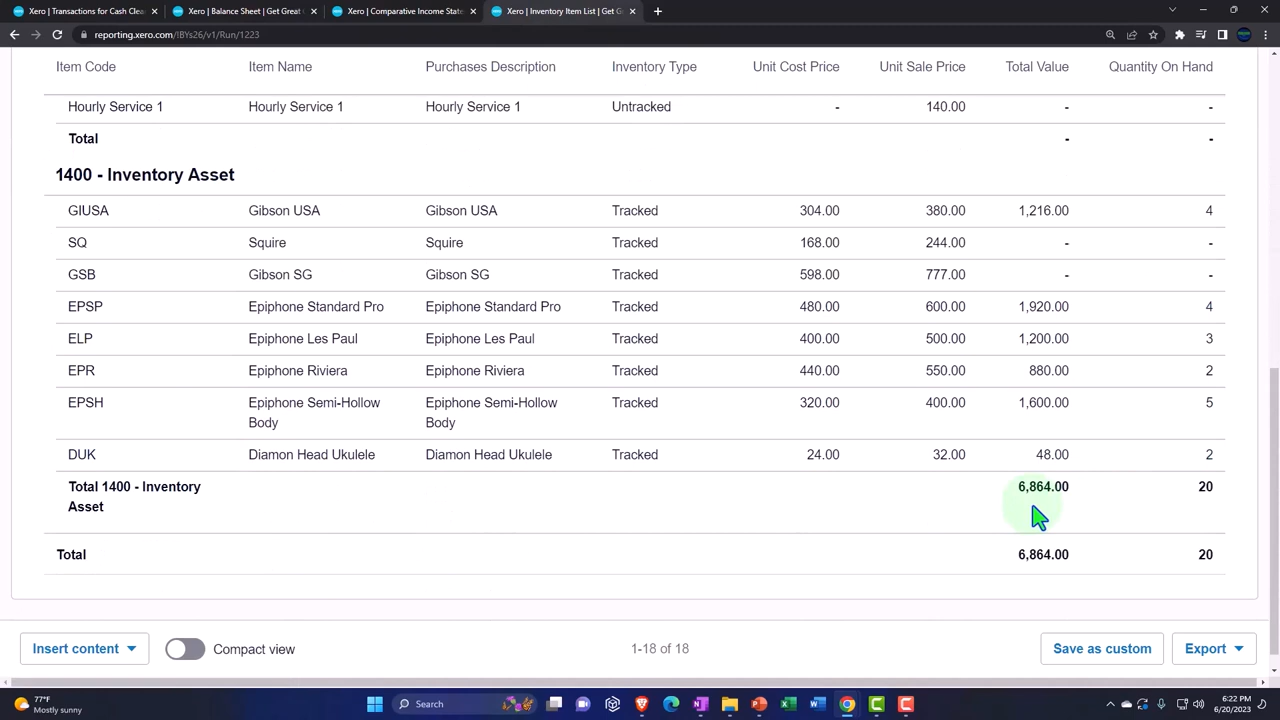 Xero | Transactions for Cash Clea
Xero | Balance Sheet | Get Great
Xero | Comparative Income State
Xero | Inventory Item List | Get G
reporting.xero.com/!BYs26/v1/Run/1223
Item Code Item Name Purchases Description Inventory Type Unit Cost Price Unit Sale Price Total Value Quantity On Hand
Hourly Service 1 Hourly Service 1 Hourly Service 1 Untracked - 140.00 - -
Total - -
1400 - Inventory Asset
GIUSA Gibson USA Gibson USA Tracked 304.00 380.00 1,216.00 4
SQ Squire Squire Tracked 168.00 244.00 - -
GSB Gibson SG Gibson SG Tracked 598.00 777.00 - -
EPSP Epiphone Standard Pro Epiphone Standard Pro Tracked 480.00 600.00 1,920.00 4
ELP Epiphone Les Paul Epiphone Les Paul Tracked 400.00 500.00 1,200.00 3
EPR Epiphone Riviera Epiphone Riviera Tracked 440.00 550.00 880.00 2
EPSH Epiphone Semi-Hollow Epiphone Semi-Hollow Tracked 320.00 400.00 1,600.00 5
Body Body
DUK Diamon Head Ukulele Diamon Head Ukulele Tracked 24.00 32.00 48.00 2
Total 1400 - Inventory 6,864.00 20
Asset
Total 6,864.00 20
Insert content Compact view 1-18 of 18 Save as custom Export
77°F
Mostly sunny
Search
6:22 PM
6/20/2023